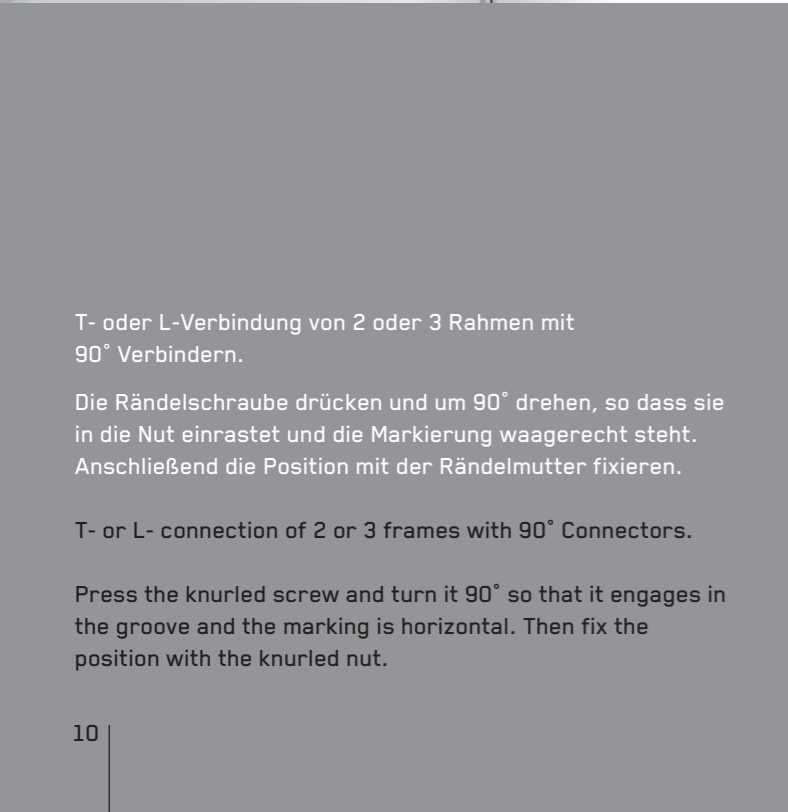 T- oder L-Verbindung von 2 oder 3 Rahmen mit
90° Verbindern.
Die Rändelschraube drücken und um 90° drehen, so dass sie
in die Nut einrastet und die Markierung waagerecht steht.
Anschließend die Position mit der Rändelmutter fixieren.
T- or L- connection of 2 or 3 frames with 90° Connectors.
Press the knurled screw and turn it 90° so that it engages in
the groove and the marking is horizontal. Then fix the
position with the knurled nut.
10